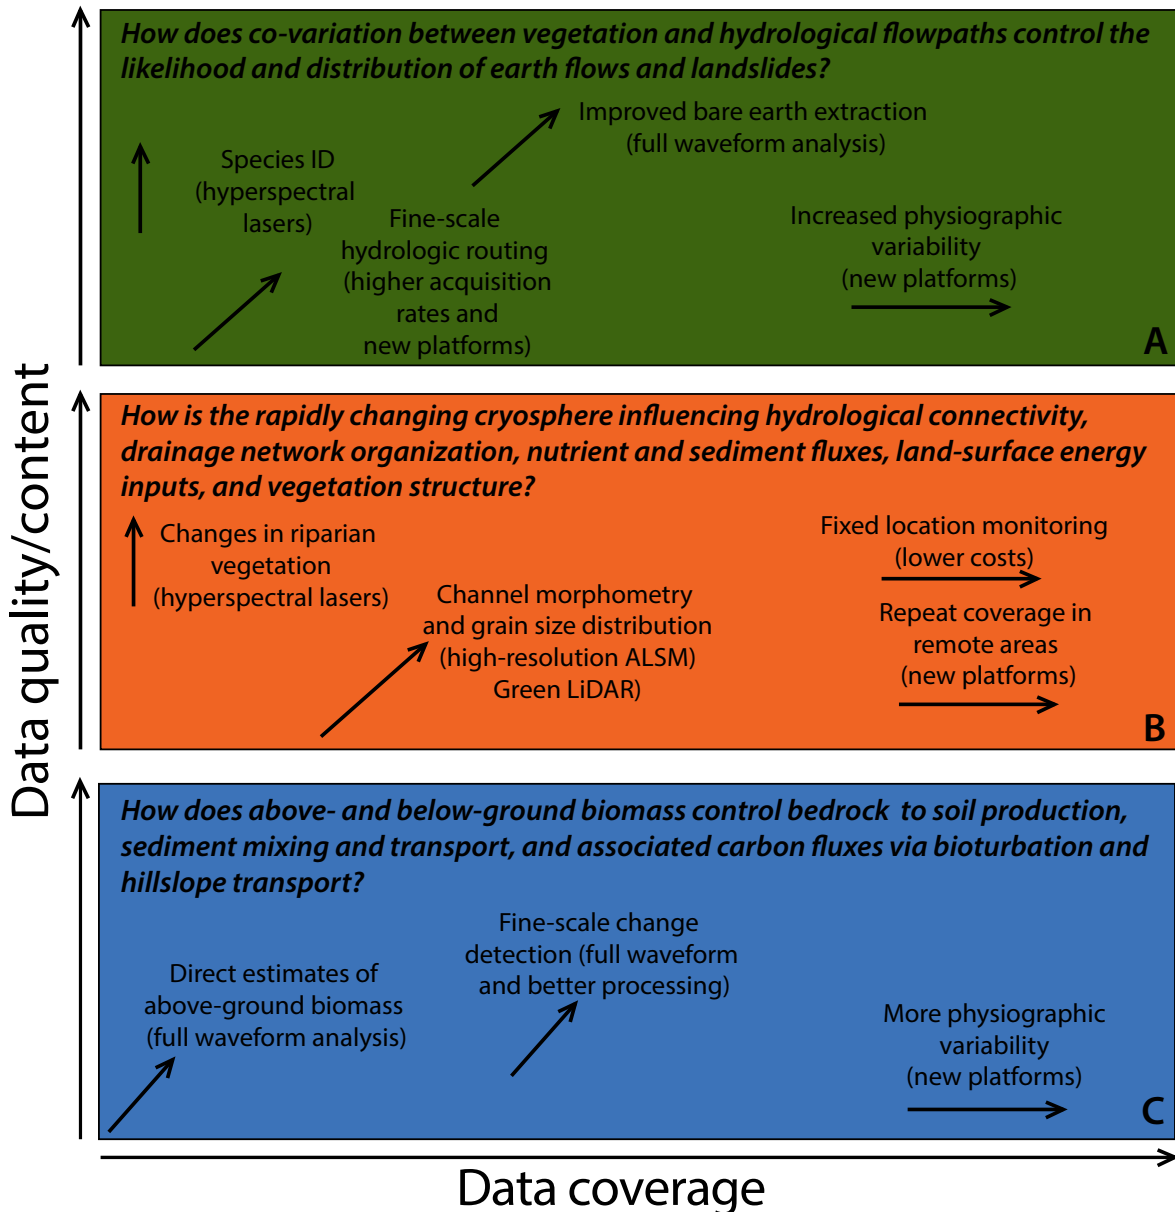 Data quality/content
How does co-variation between vegetation and hydrological flowpaths control the
likelihood and distribution of earth flows and landslides?
Improved bare earth extraction
(full waveform analysis)
Species ID
(hyperspectral
lasers)
Fine-scale
hydrologic routing
(higher acquisition
rates and
new platforms)
Increased physiographic
variability
(new platforms)
A
How is the rapidly changing cryosphere influencing hydrological connectivity,
drainage network organization, nutrient and sediment fluxes, land-surface energy
inputs, and vegetation structure?
Changes in riparian
vegetation
(hyperspectral lasers)
Channel morphometry
and grain size distribution
(high-resolution ALSM)
Green LiDAR)
Fixed location monitoring
(lower costs)
Repeat coverage in
remote areas
(new platforms)
B
How does above- and below-ground biomass control bedrock to soil production,
sediment mixing and transport, and associated carbon fluxes via bioturbation and
hillslope transport?
Direct estimates of
above-ground biomass
(full waveform analysis)
Fine-scale change
detection (full waveform
and better processing)
More physiographic
variability
(new platforms)
C
Data coverage